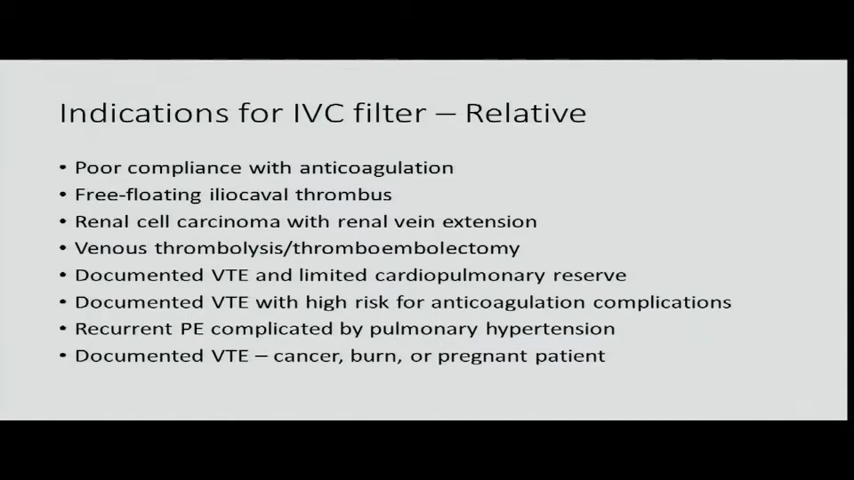 Indications for IVC filter – Relative
• Poor compliance with anticoagulation
• Free-floating iliocaval thrombus
• Renal cell carcinoma with renal vein extension
• Venous thrombolysis/thromboembolectomy
• Documented VTE and limited cardiopulmonary reserve
• Documented VTE with high risk for anticoagulation complications
• Recurrent PE complicated by pulmonary hypertension
• Documented VTE – cancer, burn, or pregnant patient